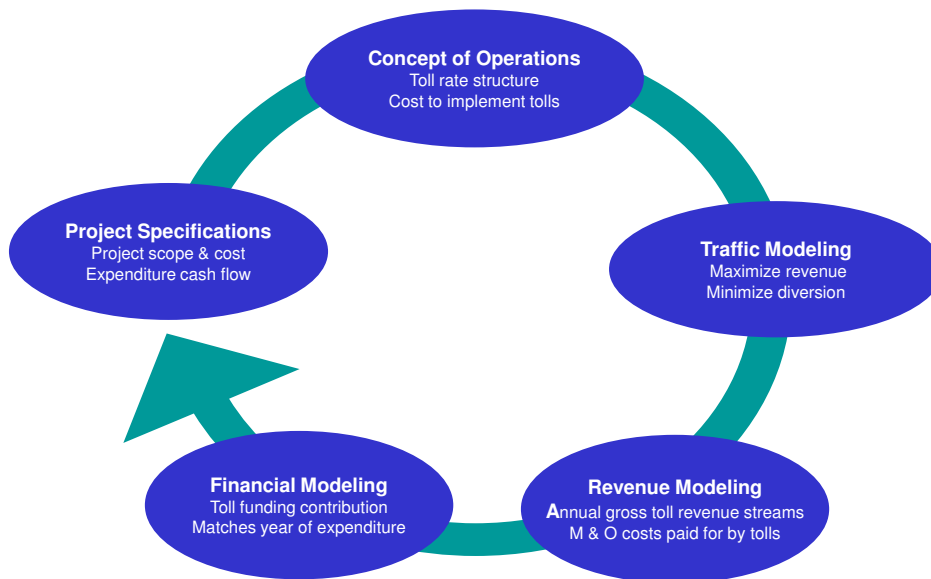 Concept of Operations
Toll rate structure
Cost to implement tolls
Project Specifications
Project scope & cost
Expenditure cash flow
Traffic Modeling
Maximize revenue
Minimize diversion
Financial Modeling
Toll funding contribution
Matches year of expenditure
Revenue Modeling
Annual gross toll revenue streams
M & O costs paid for by tolls